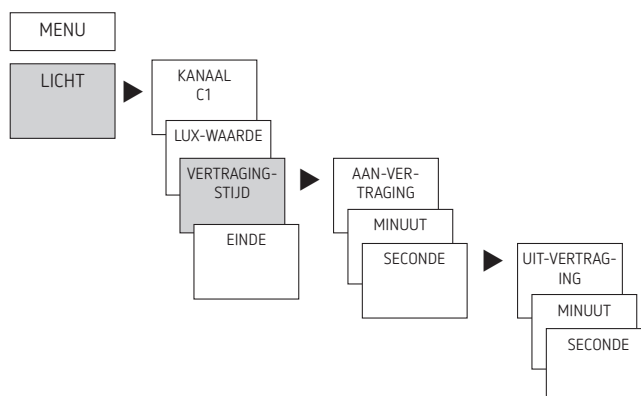 MENU
LICHT
KANAAL
C1
LUX-WAARDE
VERTRAGING-
STIJD
EINDE
AAN-VER-
TRAGING
MINUUT
SECONDE
UIT-VERTRAG-
ING
MINUUT
SECONDE